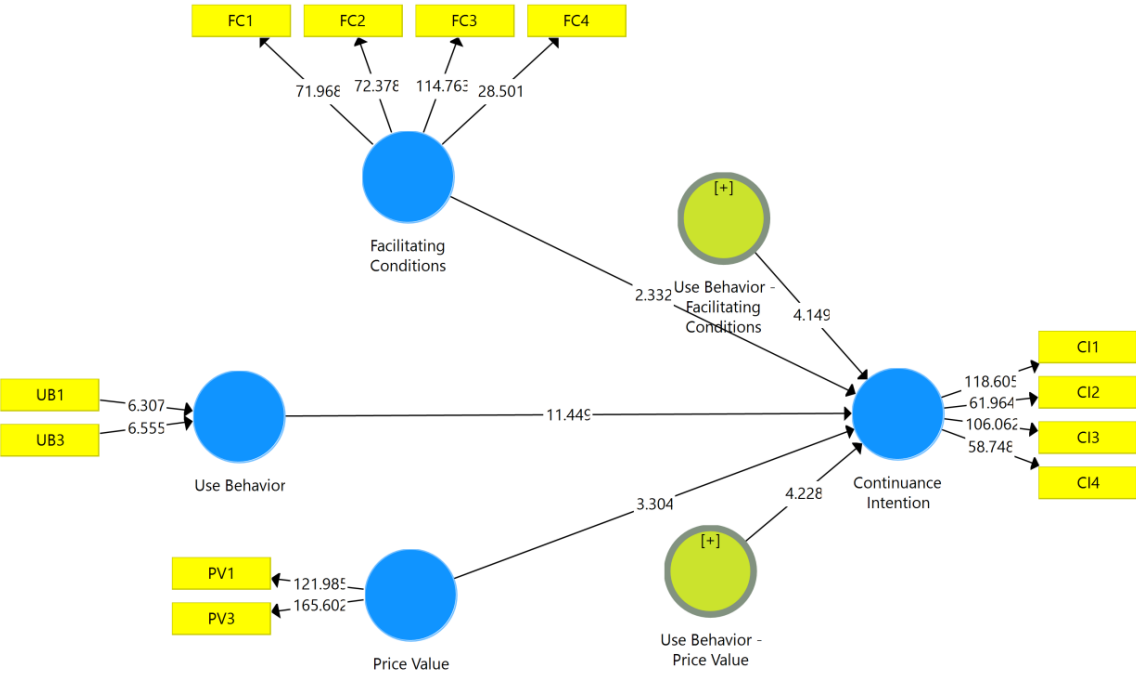 FC1
FC2
FC3
FC4
71.968
72.378
114.763
28.501
[+]
Facilitating
Conditions
2.332
Use Behavior -
Facilitating
Conditions
4.149
CI1
118.605
UB1
6.307
CI2
61.964
11.449
106.062
UB3
6.555
CI3
58.748
Use Behavior
Continuance
Intention
CI4
3.304
4.228
[+]
PV1
121.985
165.602
PV3
Use Behavior -
Price Value
Price Value